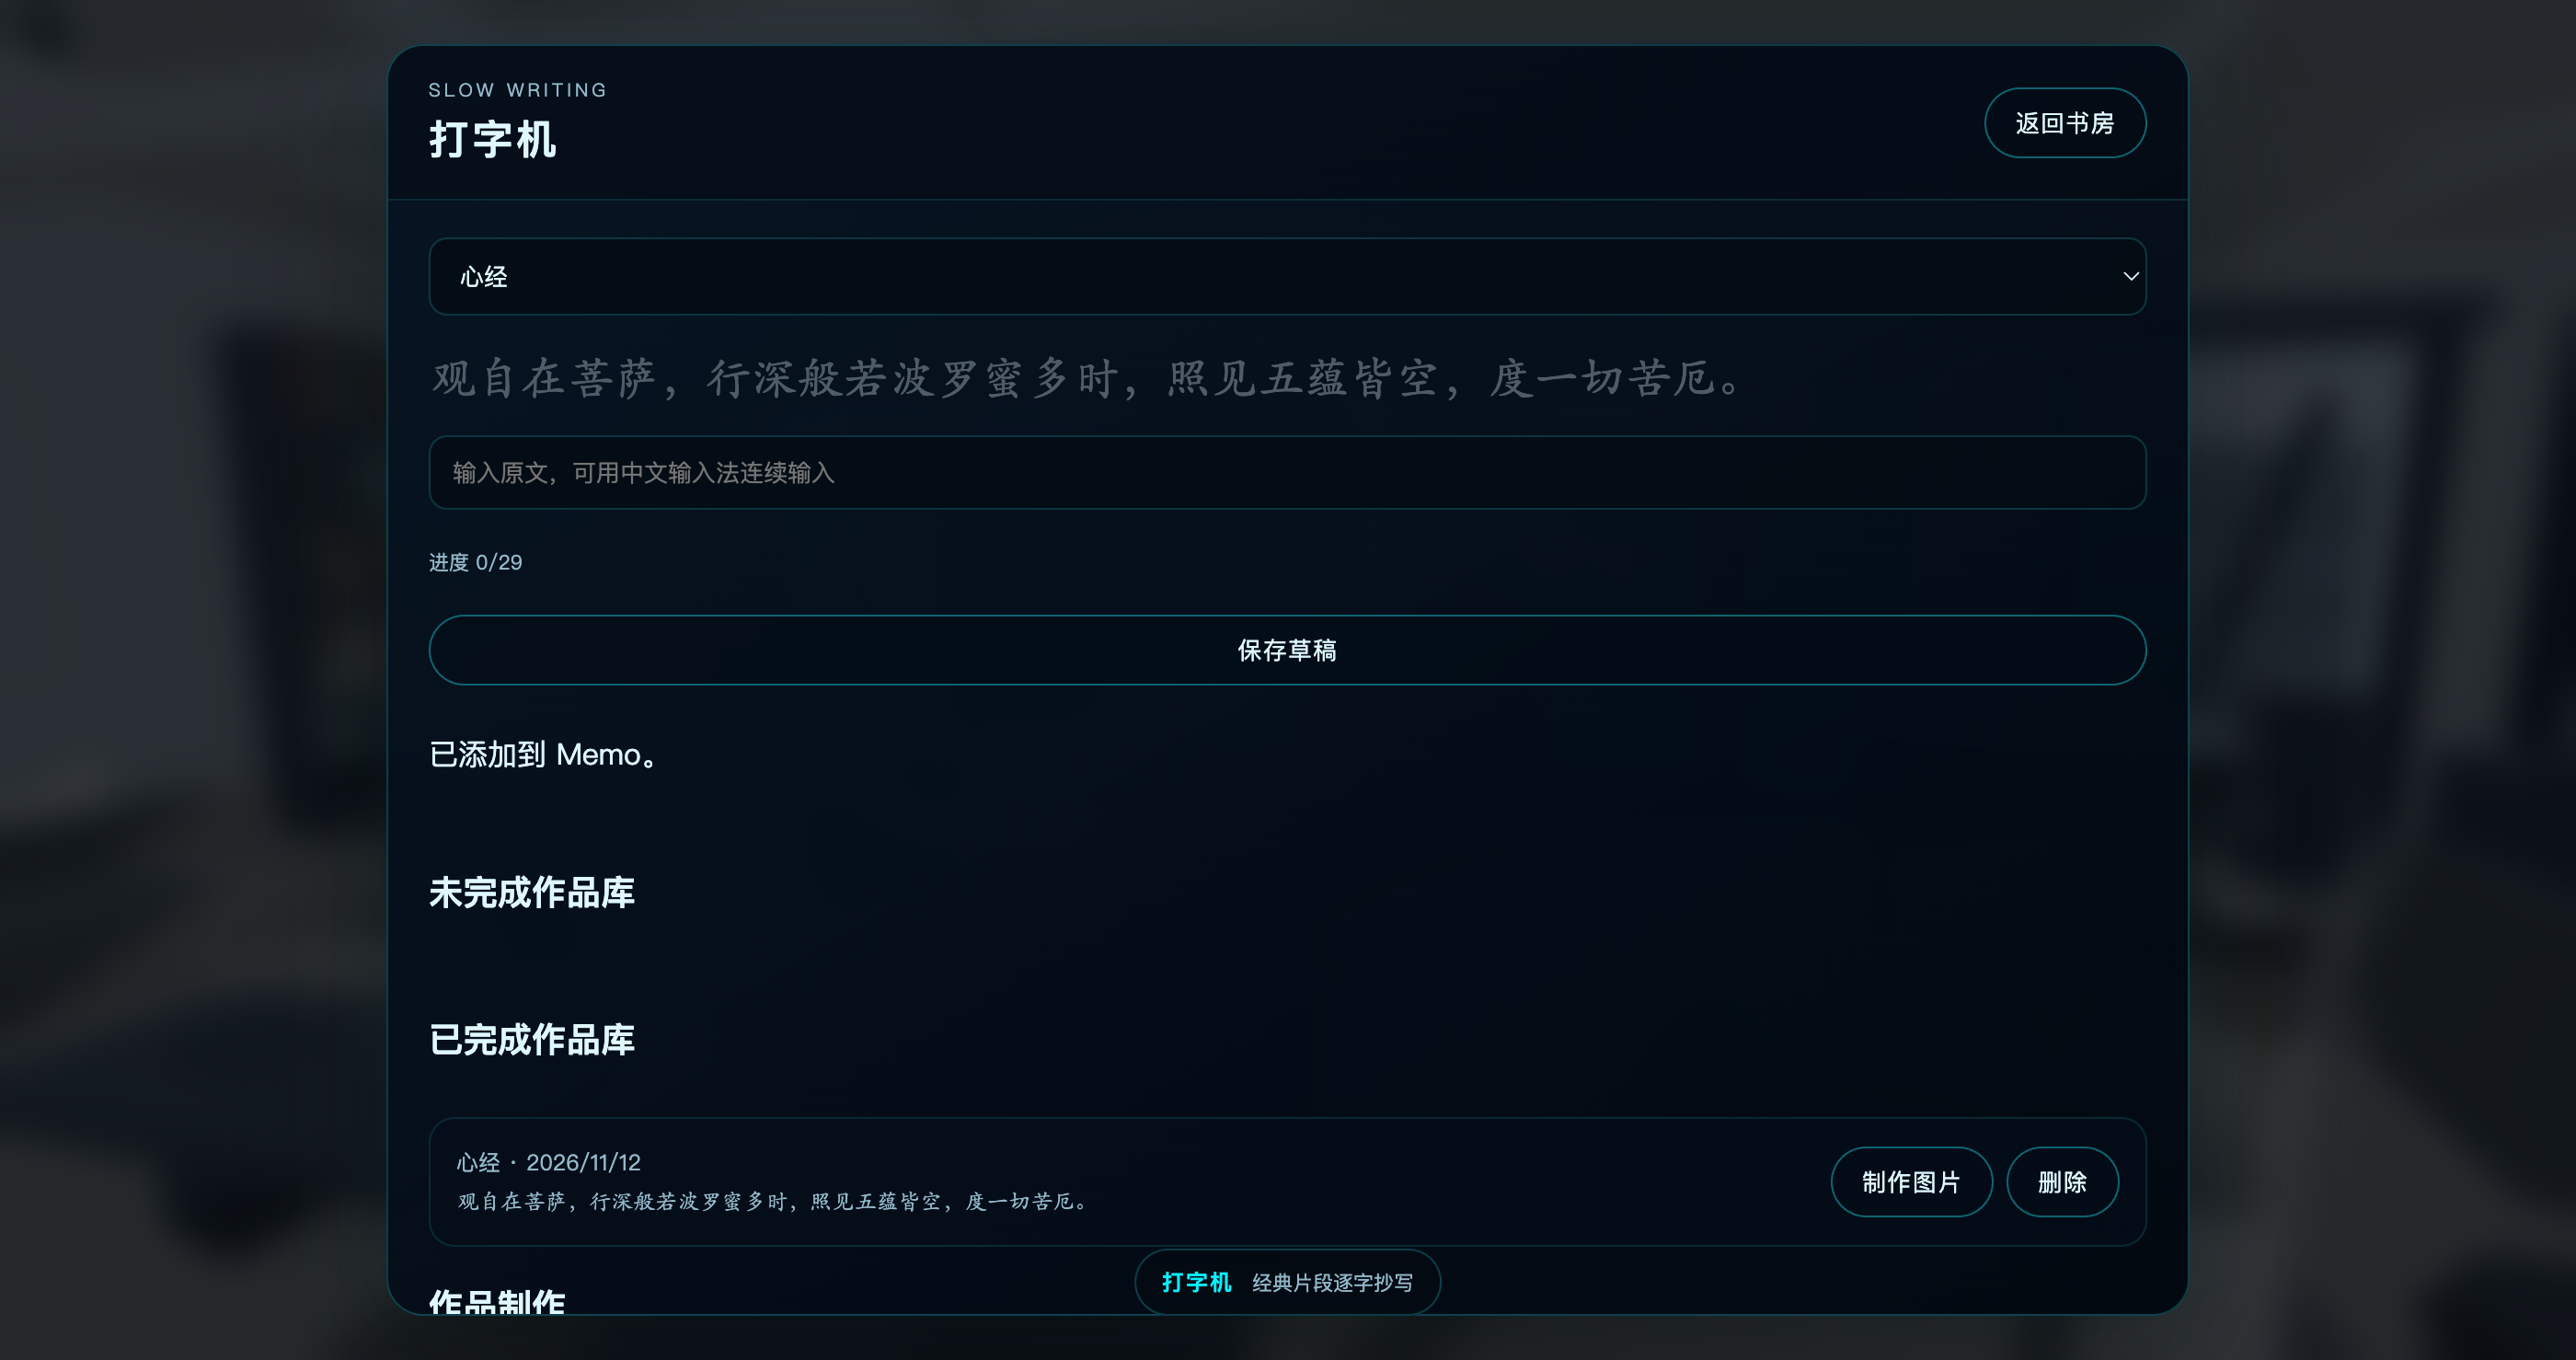 SLOW WRITING
打字机
返回书房
心经
观自在菩萨，行深般若波罗蜜多时，照见五蕴皆空，度一切苦厄。
输入原文，可用中文输入法连续输入
进度 0/29
保存草稿
已添加到 Memo。
未完成作品库
已完成作品库
心经 · 2026/11/12
观自在菩萨，行深般若波罗蜜多时，照见五蕴皆空，度一切苦厄。
制作图片
删除
打字机 经典片段逐字抄写
作品制作